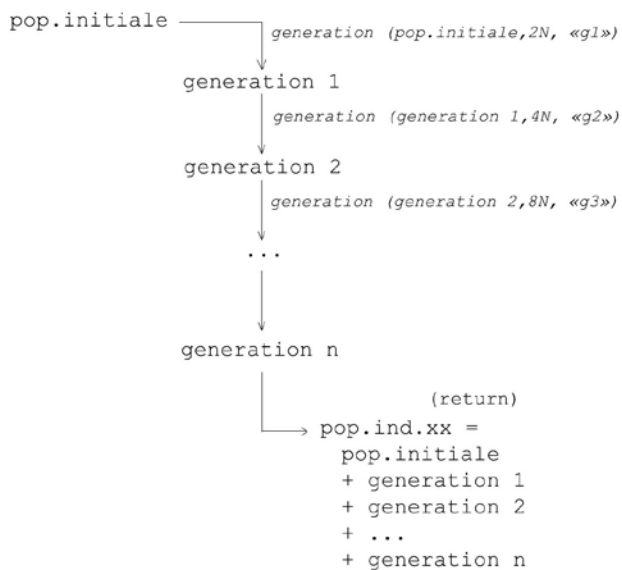 pop.initiale
generation (pop.initiale,2N, «g1»)
generation 1
generation (generation 1,4N, «g2»)
generation 2
generation (generation 2,8N, «g3»)
...
generation n
(return)
pop.ind.xx =
pop.initiale
+ generation 1
+ generation 2
+ ...
+ generation n